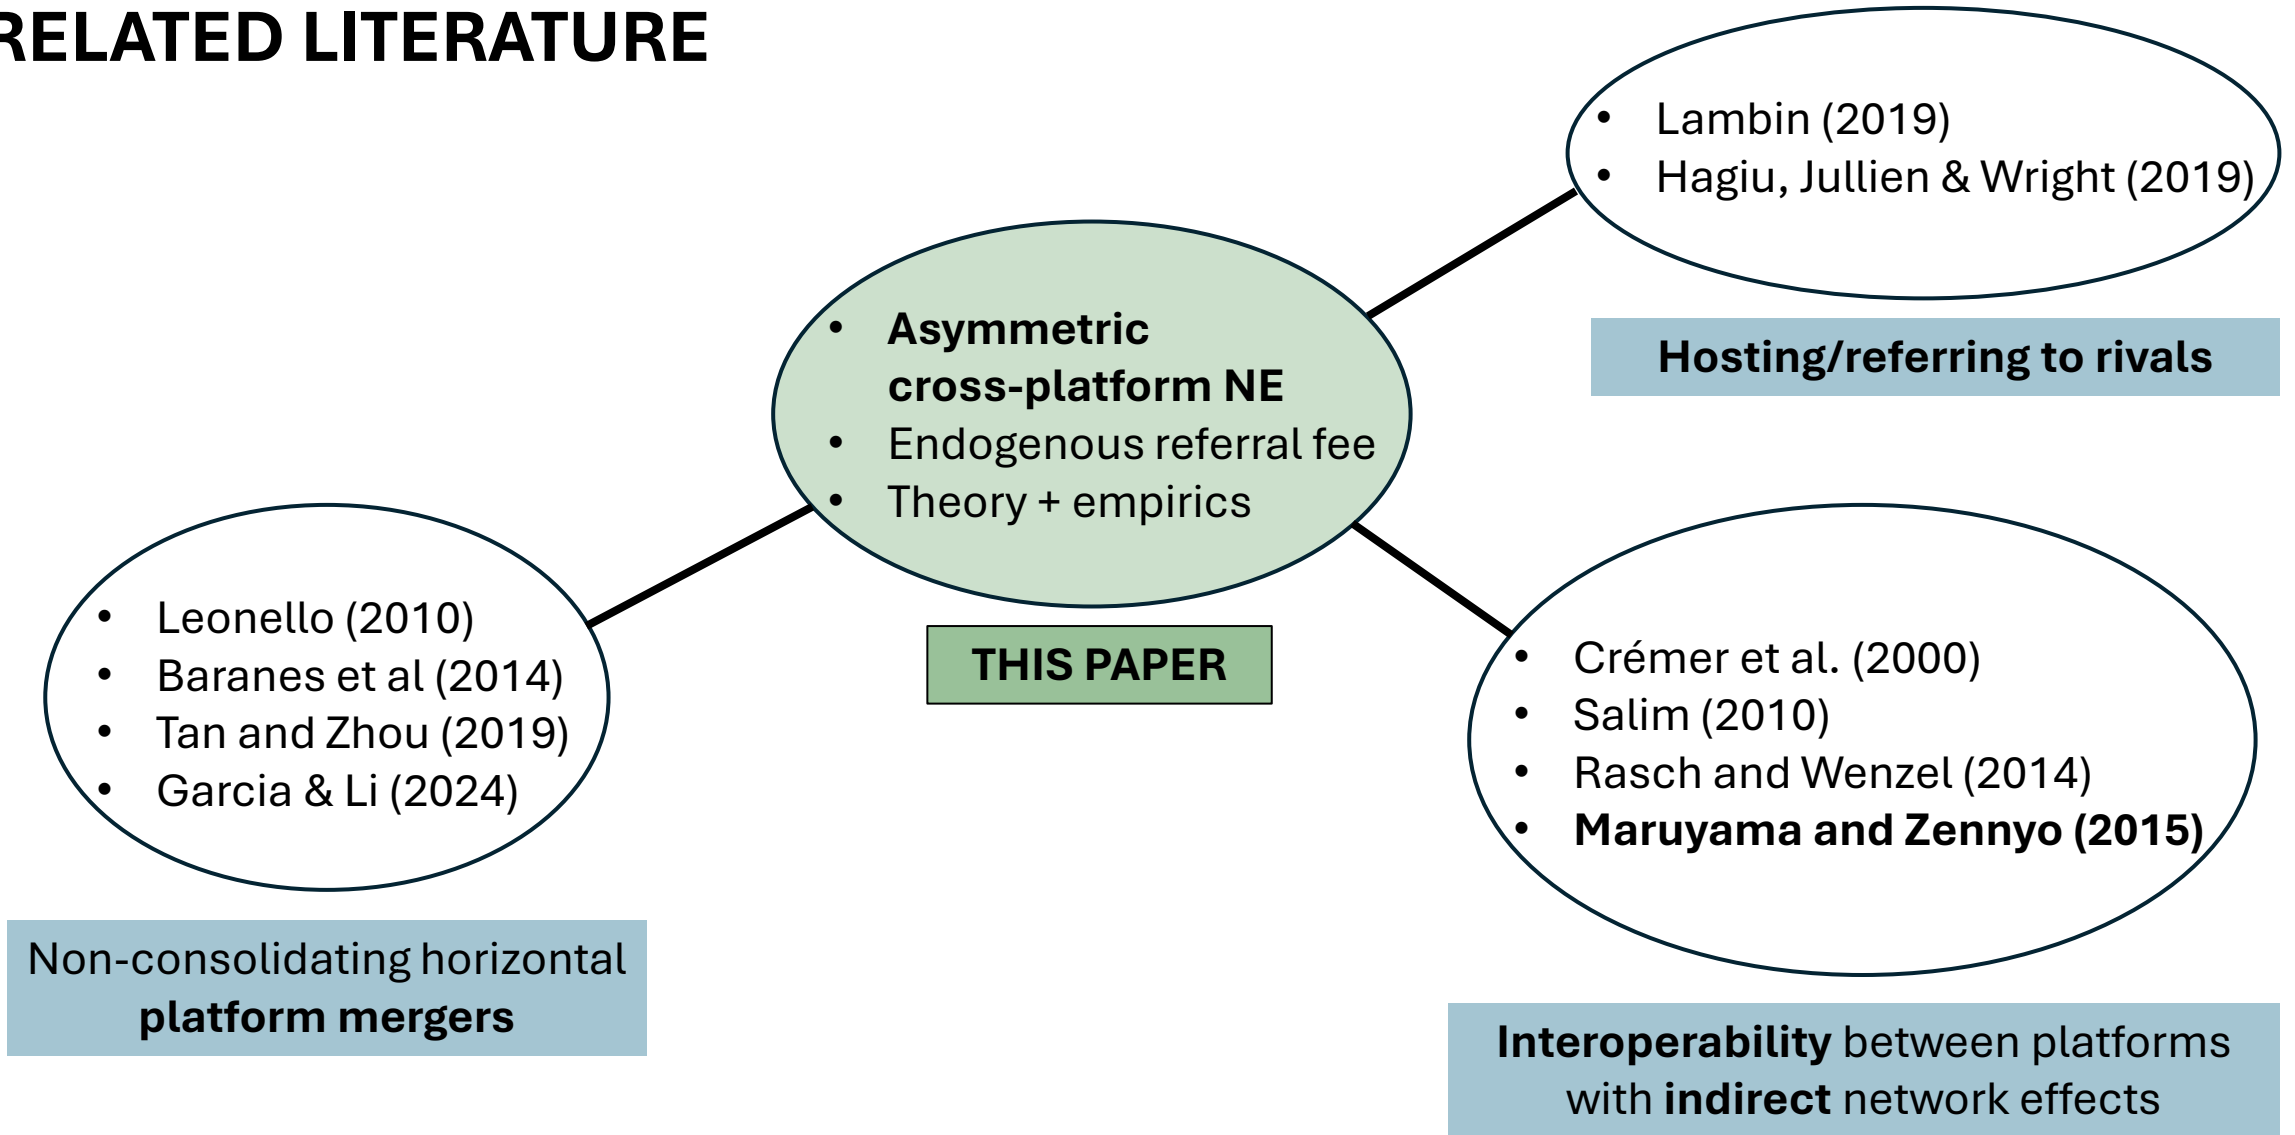 RELATED LITERATURE
• Lambin (2019)
• Hagiu, Jullien & Wright (2019)
Hosting/referring to rivals
• Asymmetric
cross-platform NE
• Endogenous referral fee
• Theory + empirics
THIS PAPER
• Leonello (2010)
• Baranes et al (2014)
• Tan and Zhou (2019)
• Garcia & Li (2024)
Non-consolidating horizontal
platform mergers
• Crémer et al. (2000)
• Salim (2010)
• Rasch and Wenzel (2014)
• Maruyama and Zennyo (2015)
Interoperability between platforms
with indirect network effects